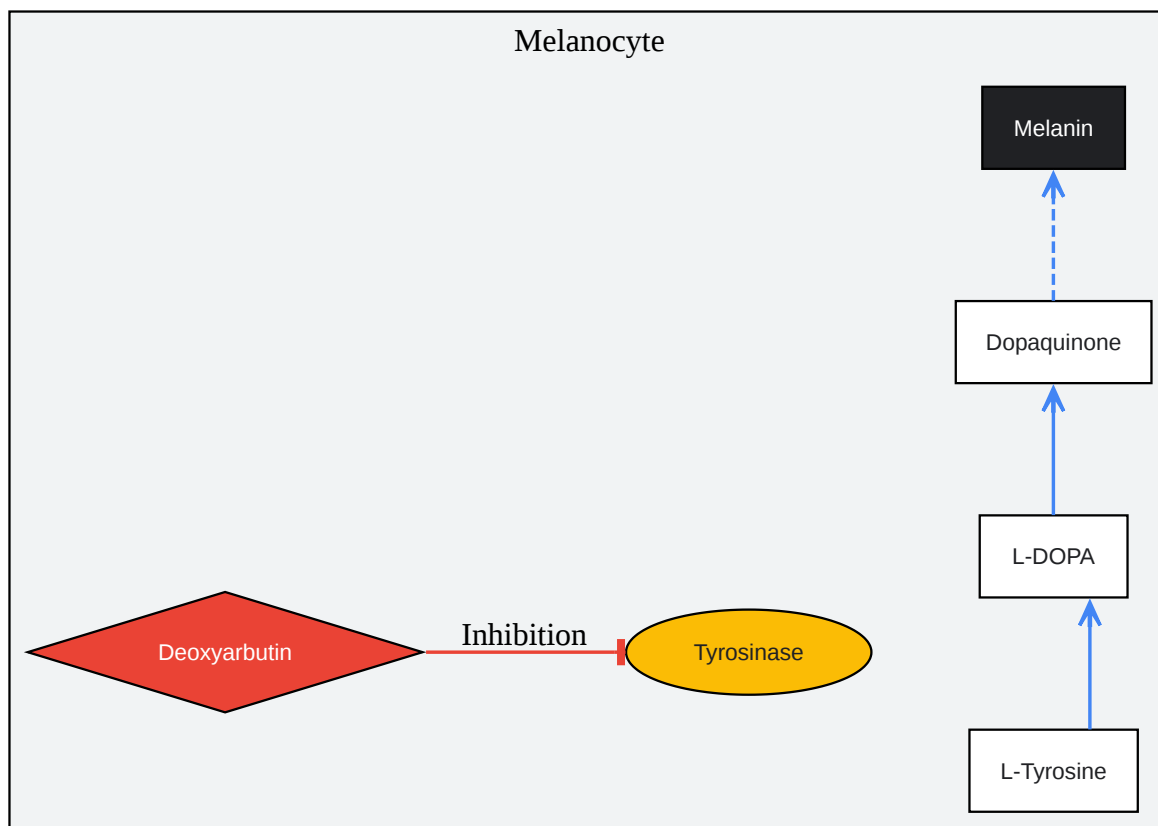 Melanocyte
Melanin
Dopaquinone
L-DOPA
Deoxyarbutin
Inhibition
Tyrosinase
L-Tyrosine